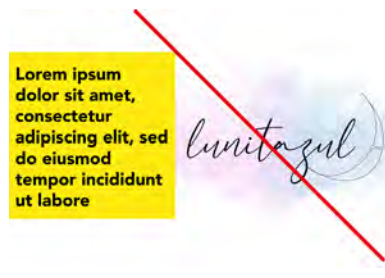 Lorem ipsum
dolor sit amet,
consectetur
adipiscing elit, sed
do eiusmod
tempor incididunt
ut labore
lunitazul